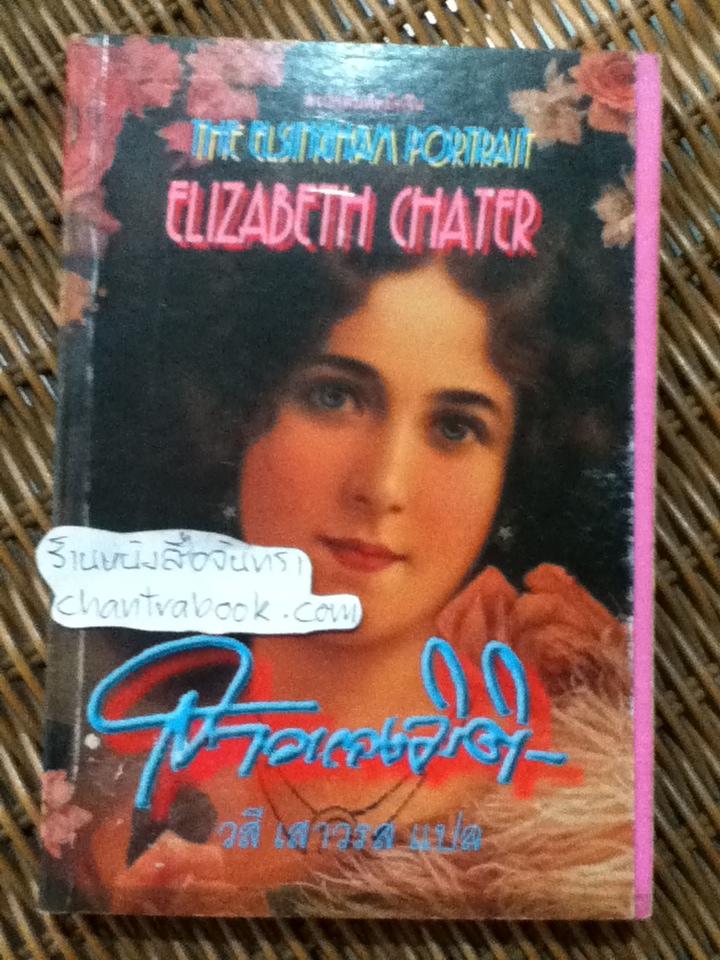 THE ELSINGHAM PORTRAIT
ELIZABETH CHATER
ร้านหนังสือจันทรา
chantrabook.com
วลี เสาวรส แปล